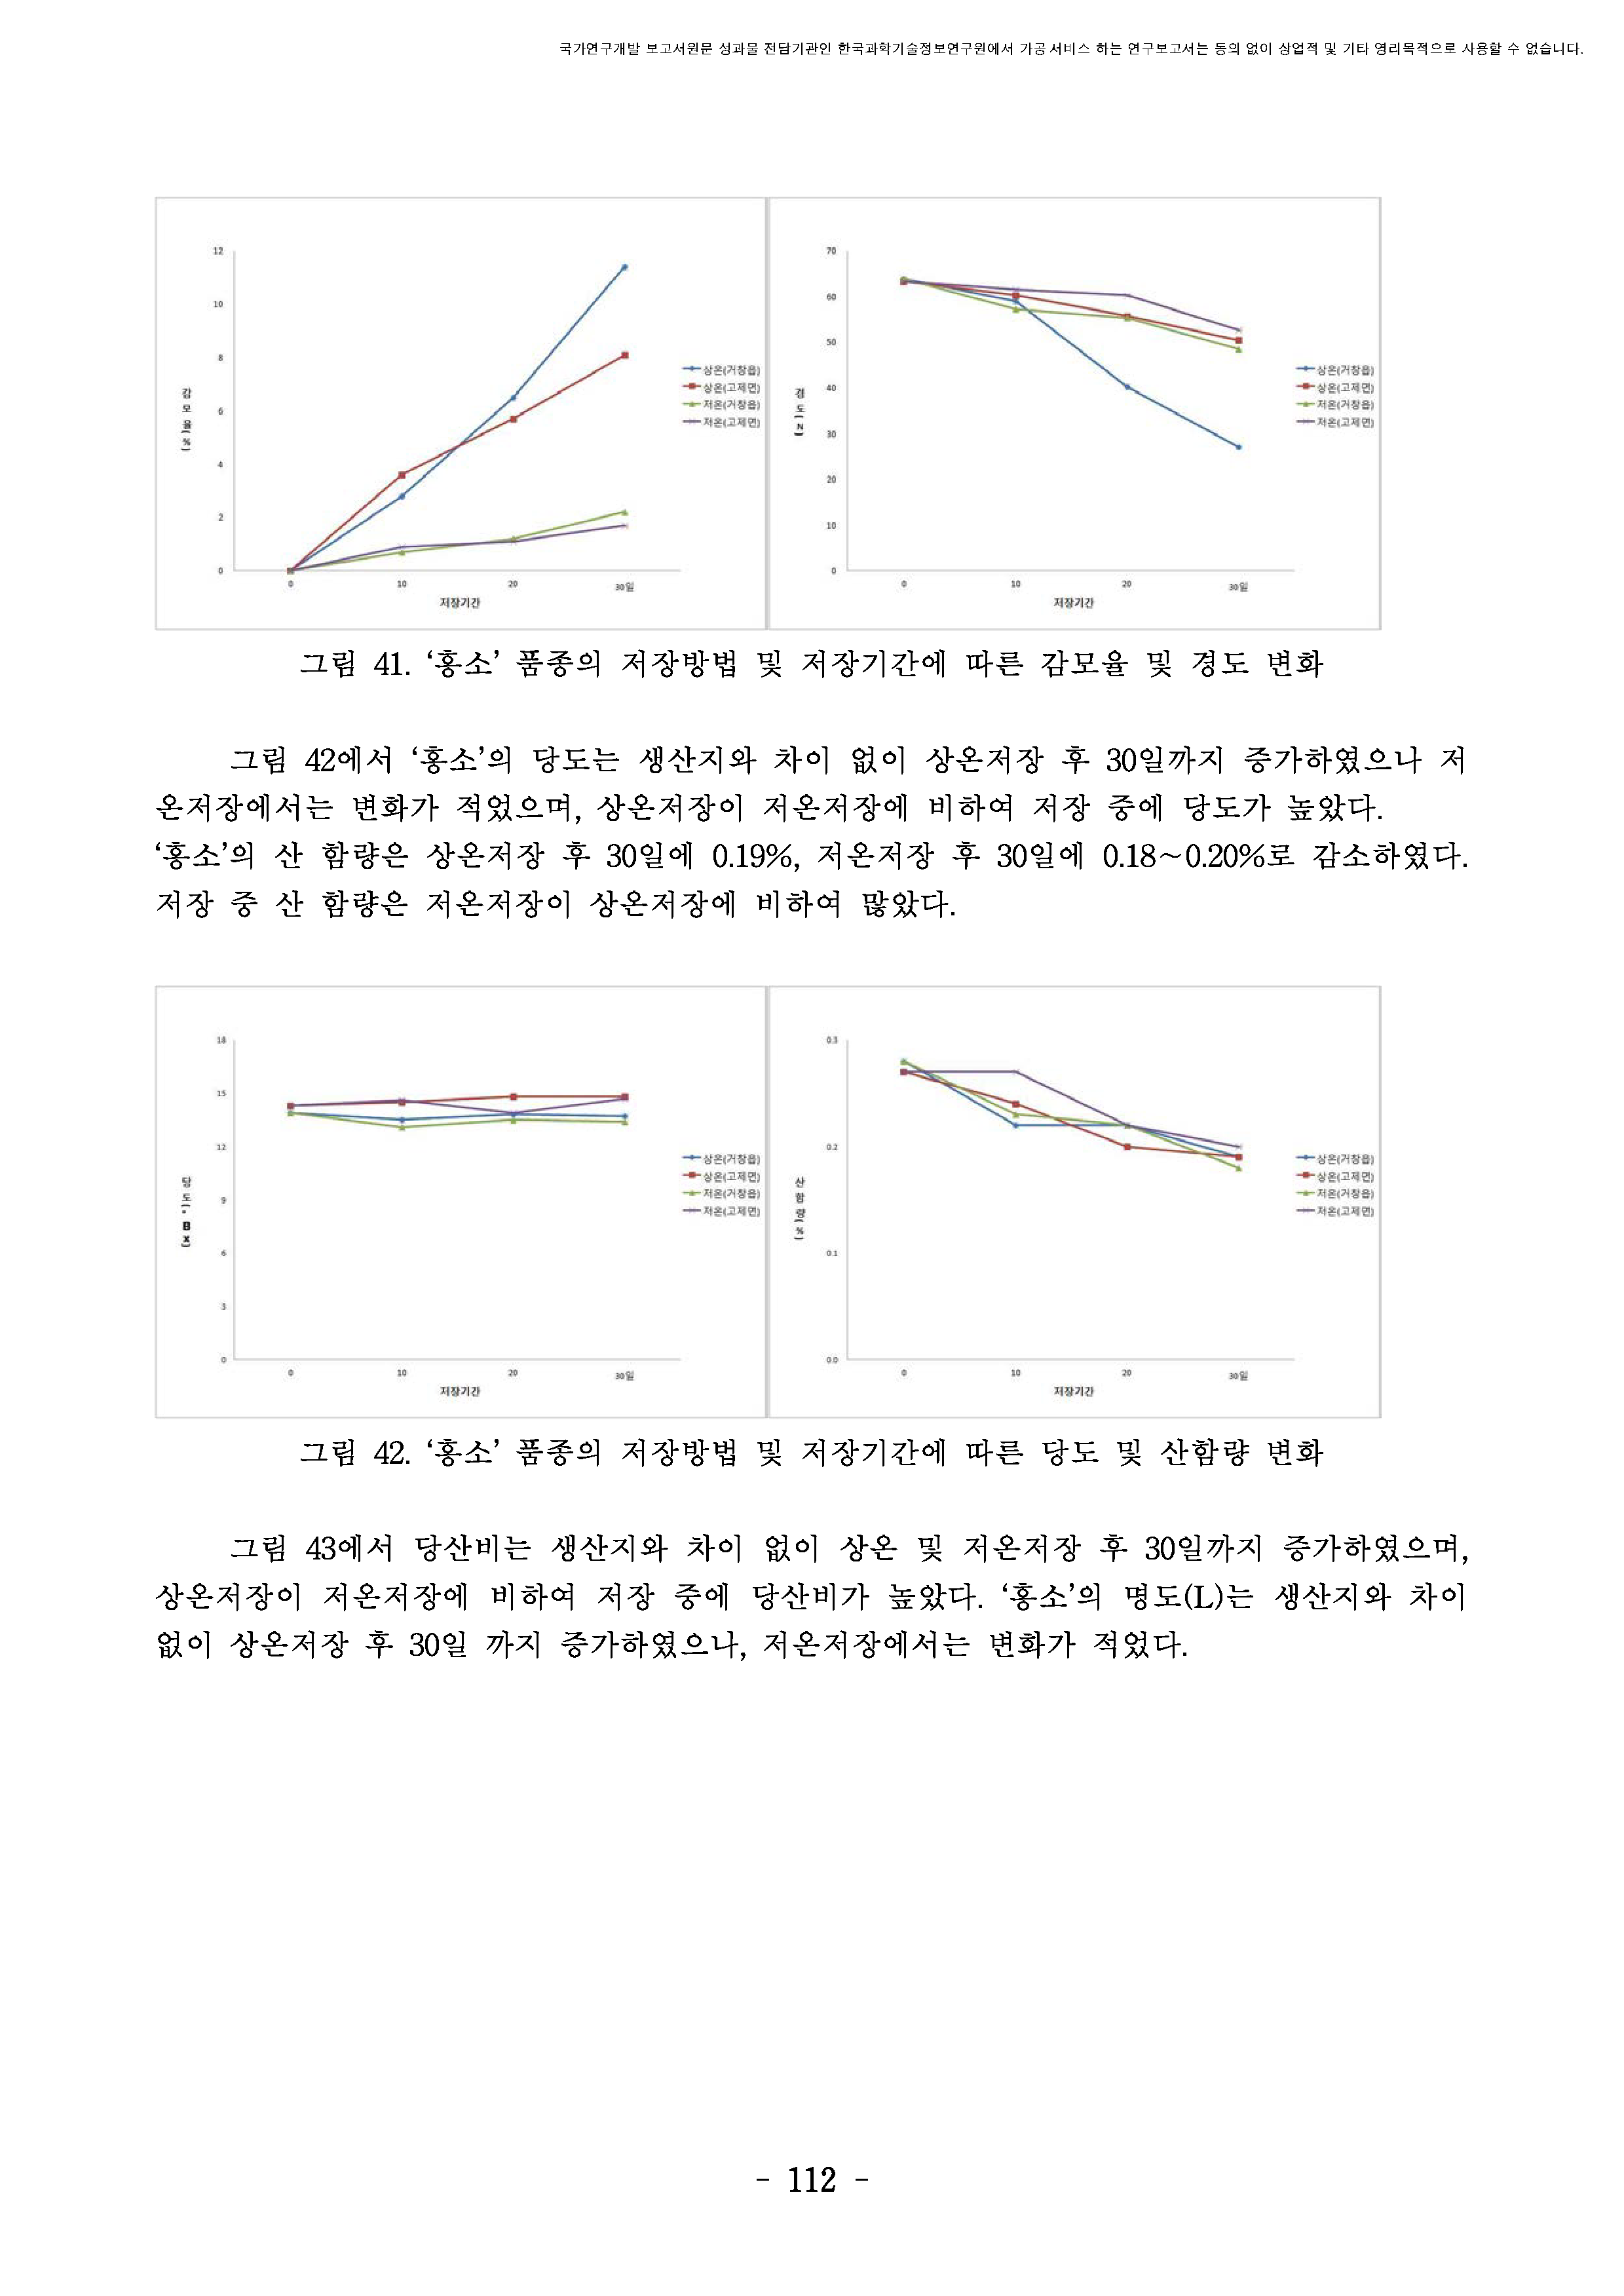 국가연구개발 보고서원문 성과물 전담기관인 한국과학기술정보연구원에서 가공·서비스 하는 연구보고서는 동의 없이 상업적 및 기타 영리목적으로 사용할 수 없습니다.
12
10
8
6
4
2
0
감모율(%)
0 10 20 30일
저장기간
상온(거창읍)
상온(고제면)
저온(거창읍)
저온(고제면)
70
60
50
40
30
20
10
0
경도(N)
0 10 20 30일
저장기간
상온(거창읍)
상온(고제면)
저온(거창읍)
저온(고제면)
그림 41. ‘홍소’ 품종의 저장방법 및 저장기간에 따른 감모율 및 경도 변화
그림 42에서 ‘홍소’의 당도는 생산지와 차이 없이 상온저장 후 30일까지 증가하였으나 저
온저장에서는 변화가 적었으며, 상온저장이 저온저장에 비하여 저장 중에 당도가 높았다.
‘홍소’의 산 함량은 상온저장 후 30일에 0.19%, 저온저장 후 30일에 0.18~0.20%로 감소하였다.
저장 중 산 함량은 저온저장이 상온저장에 비하여 많았다.
18
15
12
9
6
3
0
당도(°BX)
0 10 20 30일
저장기간
상온(거창읍)
상온(고제면)
저온(거창읍)
저온(고제면)
0.3
0.2
0.1
0.0
산함량(%)
0 10 20 30일
저장기간
상온(거창읍)
상온(고제면)
저온(거창읍)
저온(고제면)
그림 42. ‘홍소’ 품종의 저장방법 및 저장기간에 따른 당도 및 산함량 변화
그림 43에서 당산비는 생산지와 차이 없이 상온 및 저온저장 후 30일까지 증가하였으며,
상온저장이 저온저장에 비하여 저장 중에 당산비가 높았다. ‘홍소’의 명도(L)는 생산지와 차이
없이 상온저장 후 30일 까지 증가하였으나, 저온저장에서는 변화가 적었다.
- 112 -